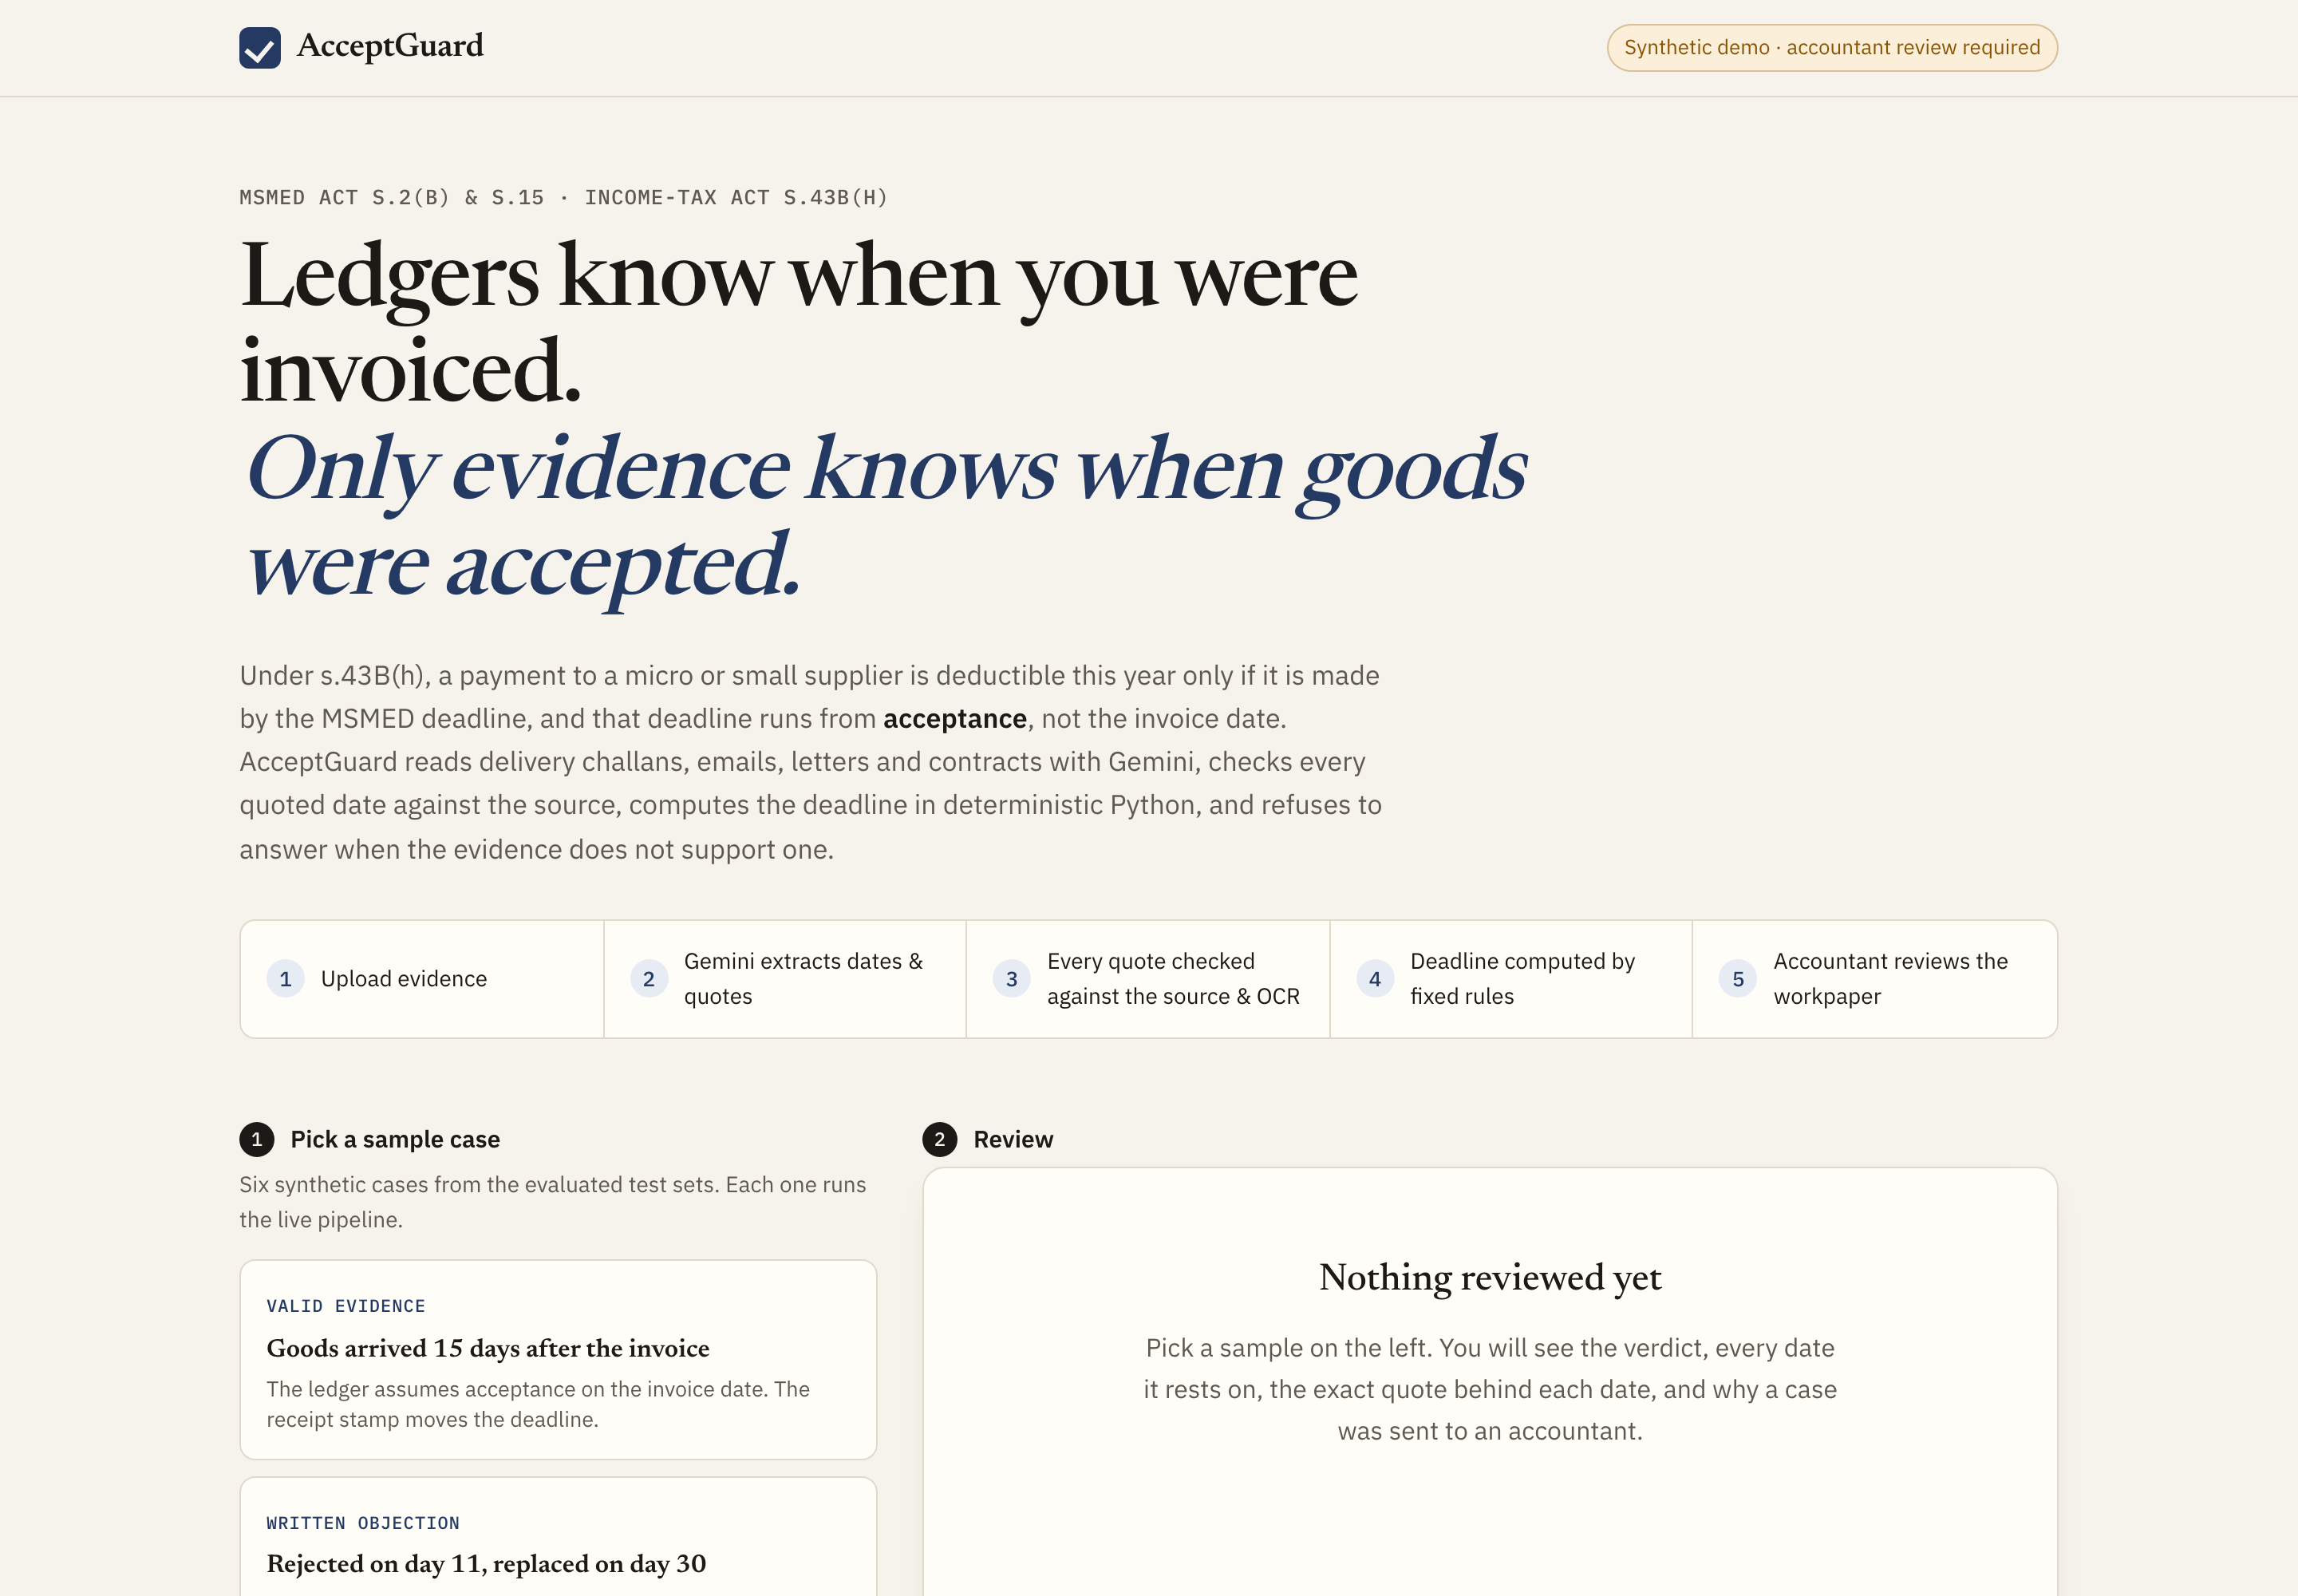 AcceptGuard
Synthetic demo · accountant review required
MSMED ACT S.2(B) & S.15 · INCOME-TAX ACT S.43B(H)
Ledgers know when you were
invoiced.
Only evidence knows when goods
were accepted.
Under s.43B(h), a payment to a micro or small supplier is deductible this year only if it is made
by the MSMED deadline, and that deadline runs from acceptance, not the invoice date.
AcceptGuard reads delivery challans, emails, letters and contracts with Gemini, checks every
quoted date against the source, computes the deadline in deterministic Python, and refuses to
answer when the evidence does not support one.
1 Upload evidence
2 Gemini extracts dates &
quotes
3 Every quote checked
against the source & OCR
4 Deadline computed by
fixed rules
5 Accountant reviews the
workpaper
1 Pick a sample case
Six synthetic cases from the evaluated test sets. Each one runs
the live pipeline.
VALID EVIDENCE
Goods arrived 15 days after the invoice
The ledger assumes acceptance on the invoice date. The
receipt stamp moves the deadline.
WRITTEN OBJECTION
Rejected on day 11, replaced on day 30
2 Review
Nothing reviewed yet
Pick a sample on the left. You will see the verdict, every date
it rests on, the exact quote behind each date, and why a case
was sent to an accountant.